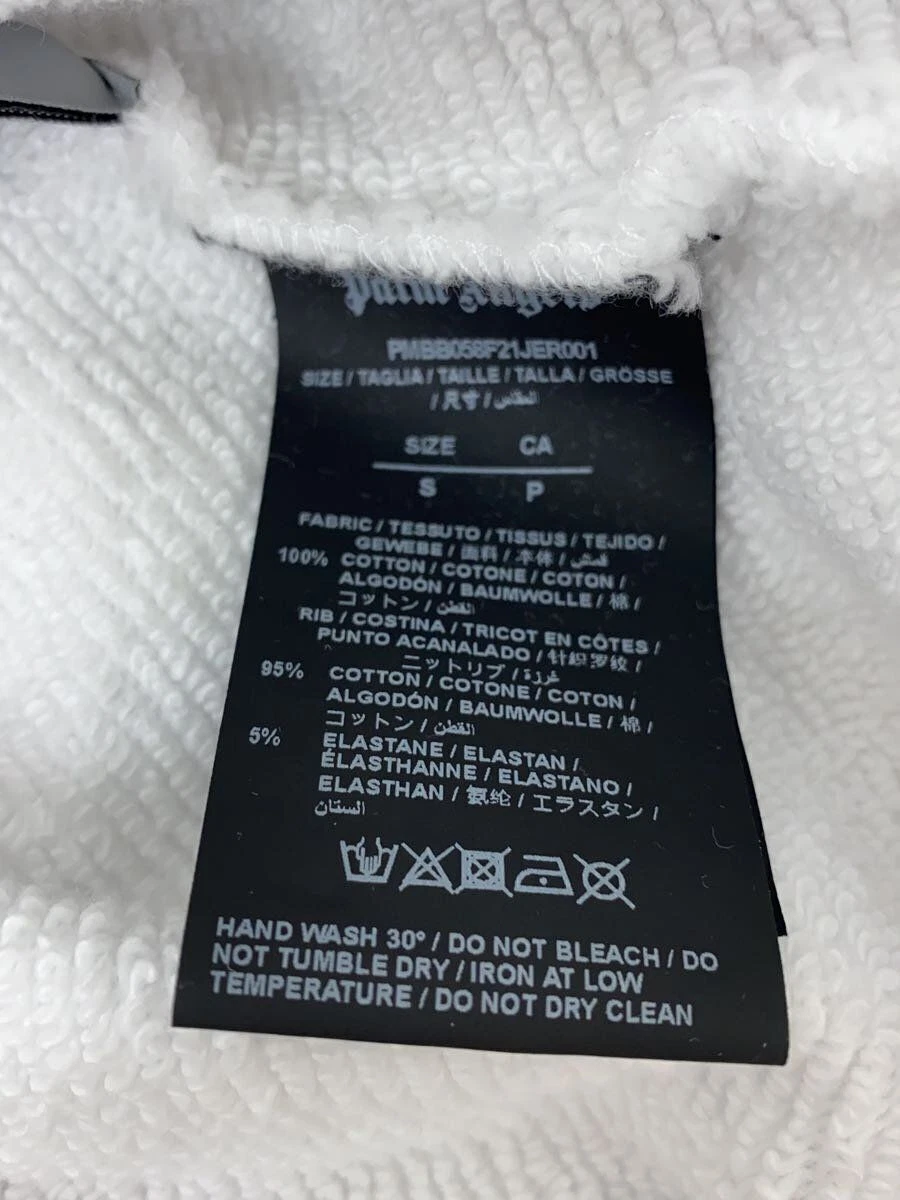 Palm Angels
PMBB058F21JER001
SIZE / TAGLIA / TAILLE / TALLA / GRÖSSE
/ 尺寸 / المقاس
SIZE CA
S P
FABRIC / TESSUTO / TISSUS / TEJIDO /
GEWEBE / 面料 / 本体 / قمش
100% COTTON / COTONE / COTON /
ALGODÓN / BAUMWOLLE / 棉 /
コットン / القطن
RIB / COSTINA / TRICOT EN CÔTES /
PUNTO ACANALADO / 针织罗纹 /
ニットリブ / غرزة
95% COTTON / COTONE / COTON /
ALGODÓN / BAUMWOLLE / 棉 /
コットン / القطن
5% ELASTANE / ELASTAN /
ÉLASTHANNE / ELASTANO /
ELASTHAN / 氨纶 / エラスタン /
الستان
HAND WASH 30° / DO NOT BLEACH / DO
NOT TUMBLE DRY / IRON AT LOW
TEMPERATURE / DO NOT DRY CLEAN